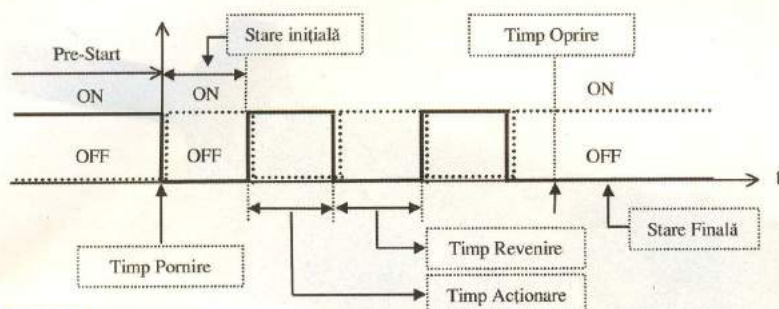 Stare inițială
Timp Oprire
Pre-Start
ON
ON
ON
OFF
OFF
OFF
t
Timp Pornire
Timp Revenire
Stare Finală
Timp Acționare